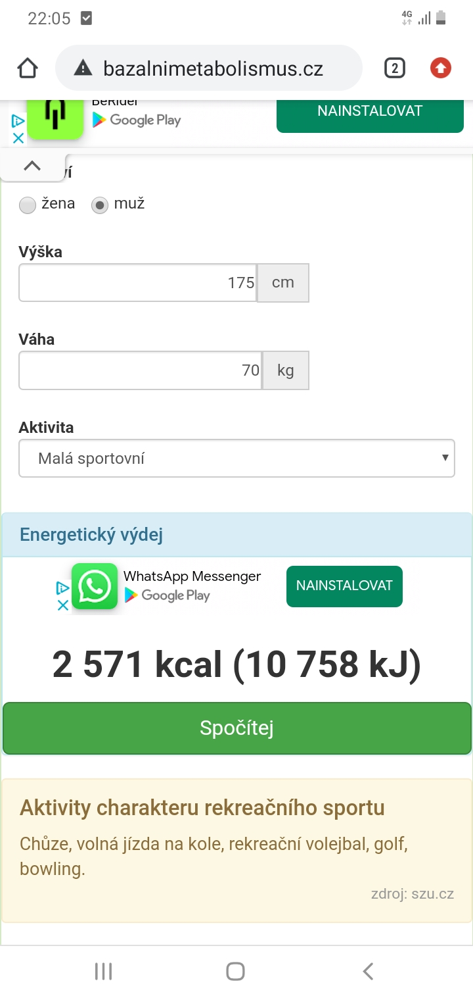 22:05
4G
2
bazalnimetabolismus.cz
BeRider
Google Play
NAINSTALOVAT
ví
žena
muž
Výška
175 cm
Váha
70 kg
Aktivita
Malá sportovní
Energetický výdej
WhatsApp Messenger
Google Play
NAINSTALOVAT
2 571 kcal (10 758 kJ)
Spočítej
Aktivity charakteru rekreačního sportu
Chůze, volná jízda na kole, rekreační volejbal, golf,
bowling.
zdroj: szu.cz